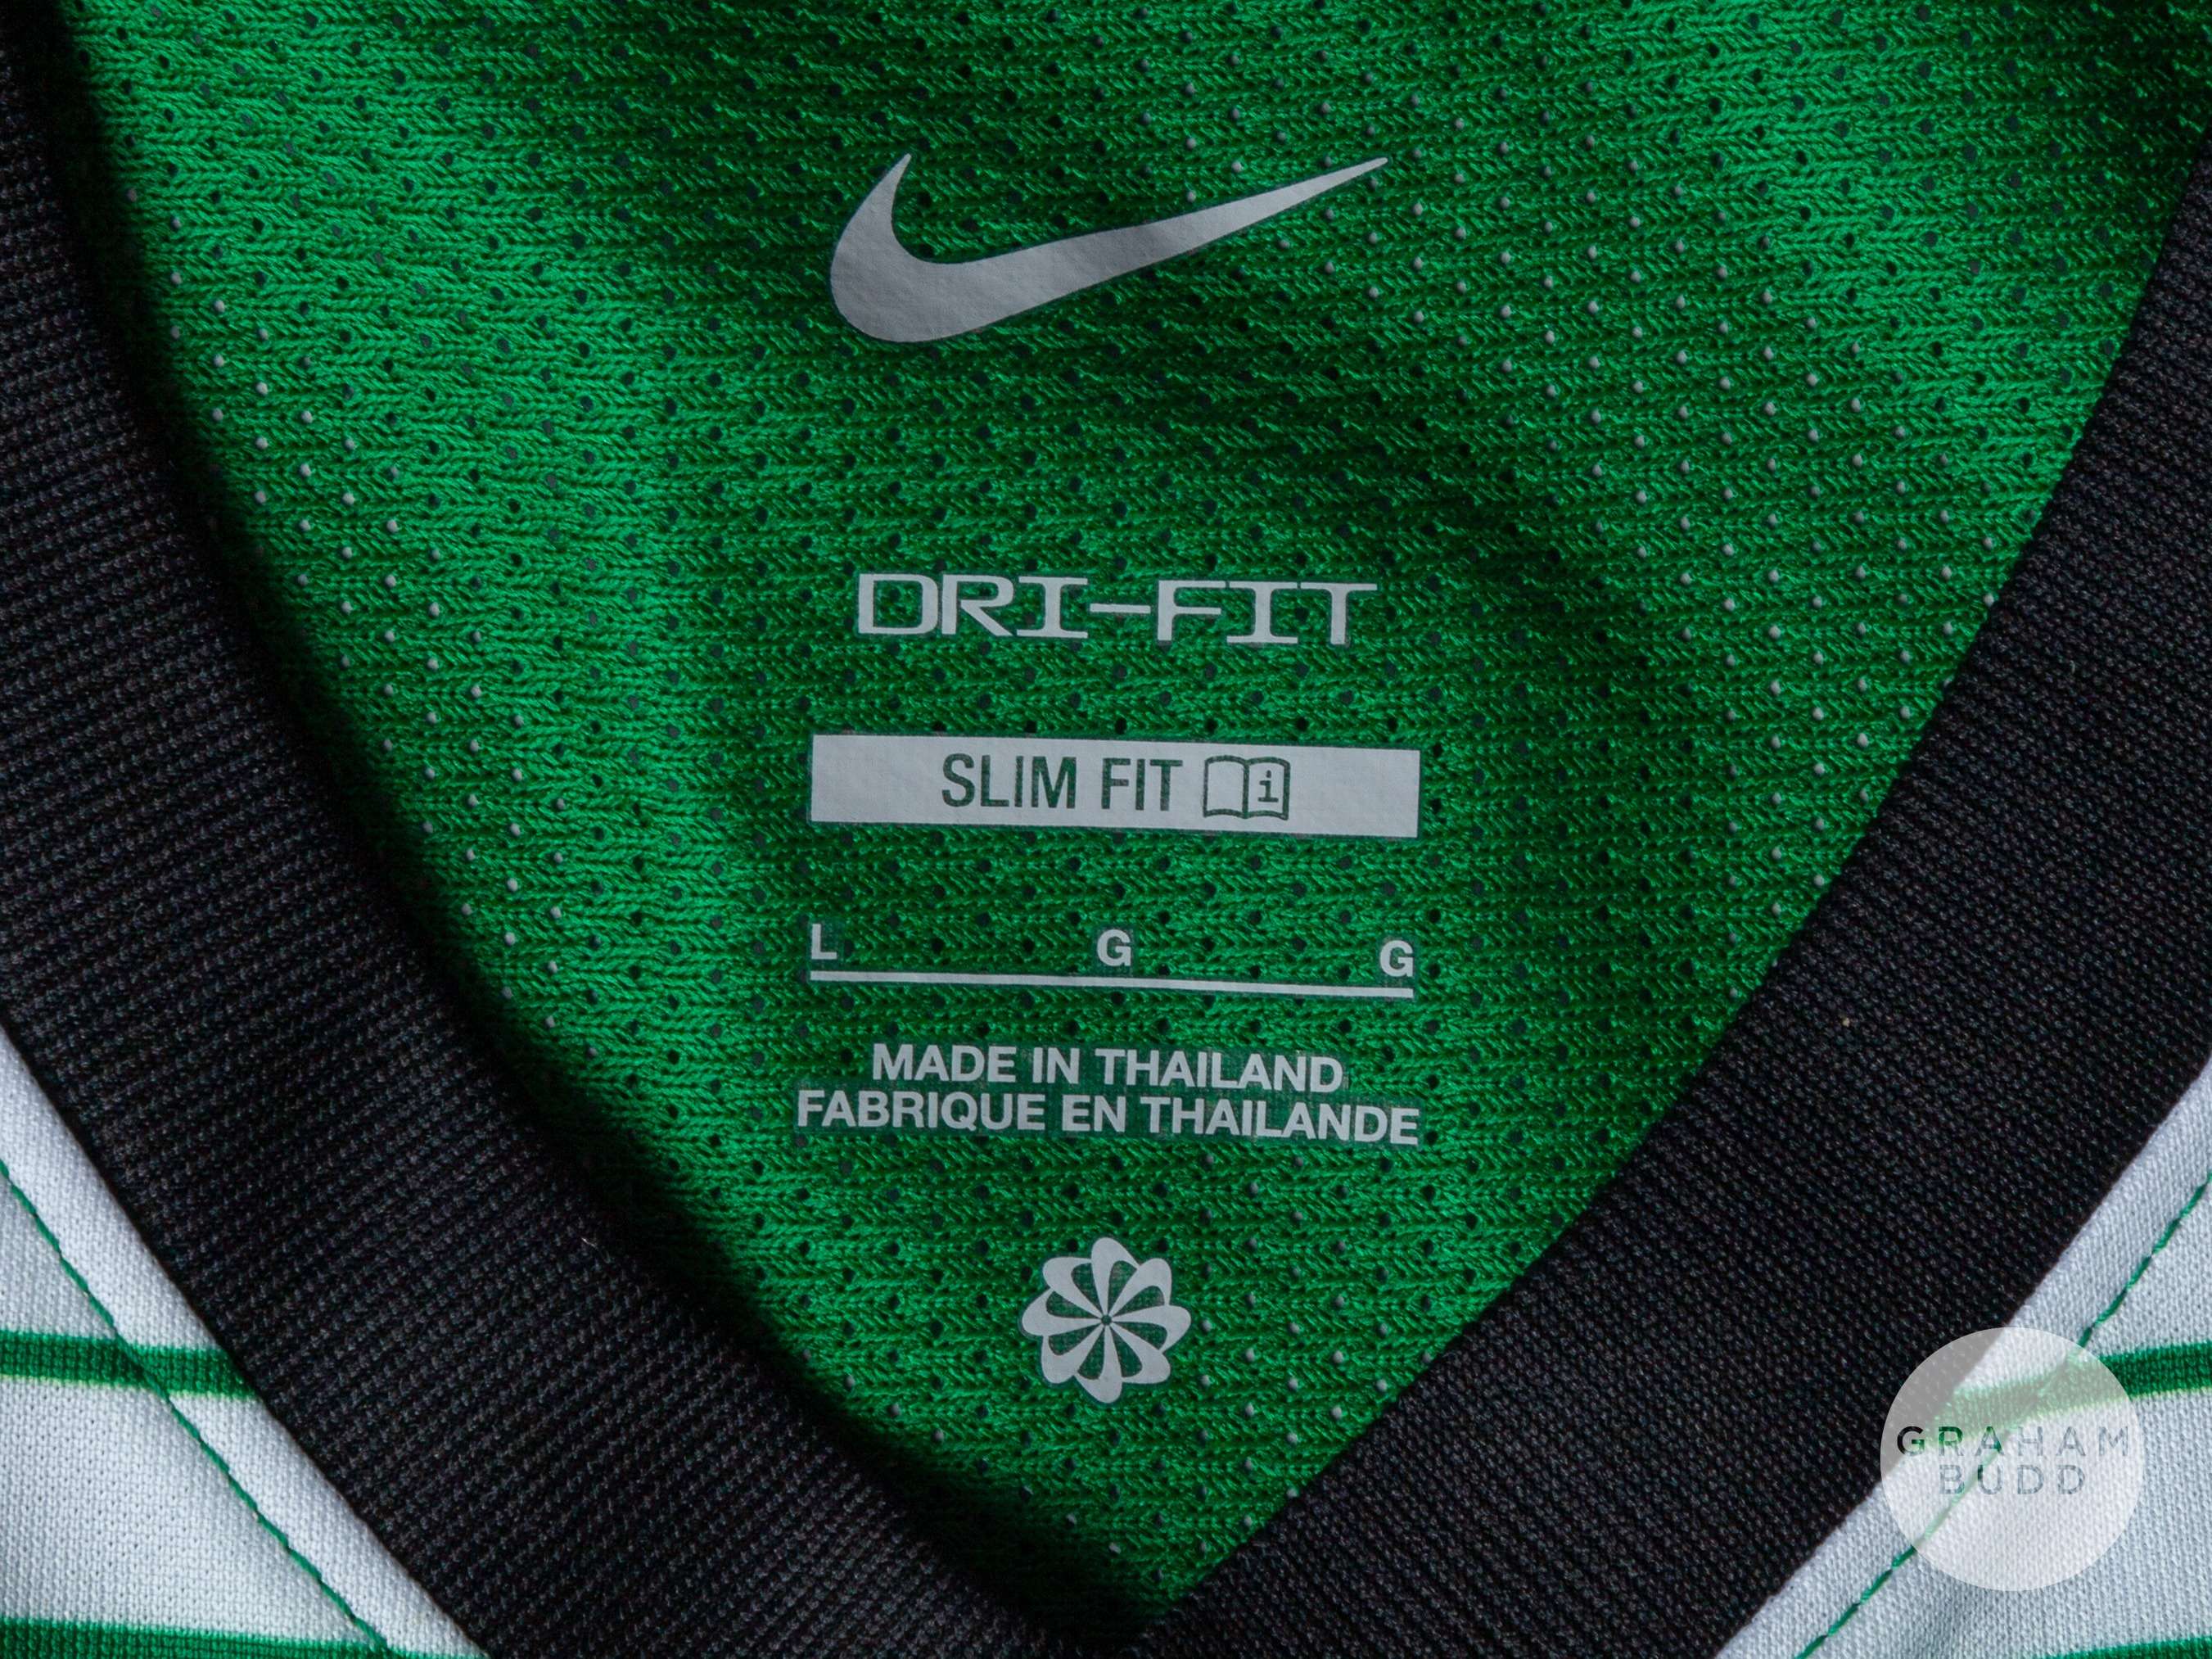 DRI-FIT
SLIM FIT
L G G
MADE IN THAILAND
FABRIQUE EN THAILANDE
GRAHAM
BUDD